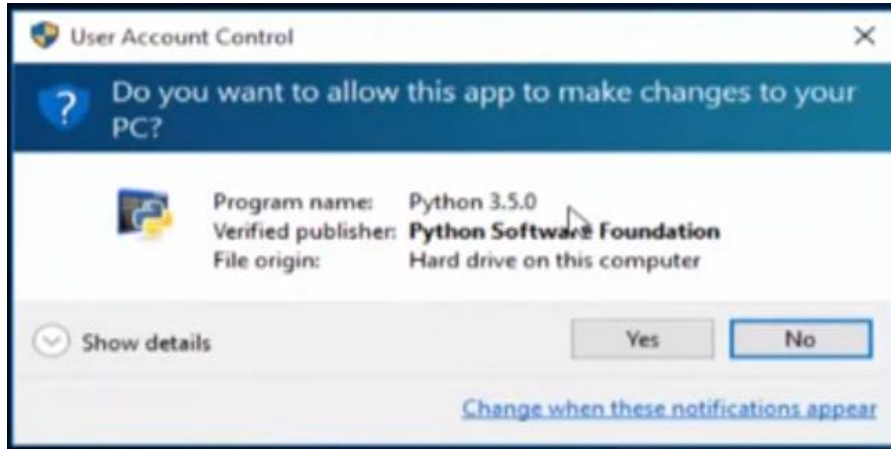 User Account Control
Do you want to allow this app to make changes to your
PC?
Program name: Python 3.5.0
Verified publisher: Python Software Foundation
File origin: Hard drive on this computer
Show details
Yes No
Change when these notifications appear